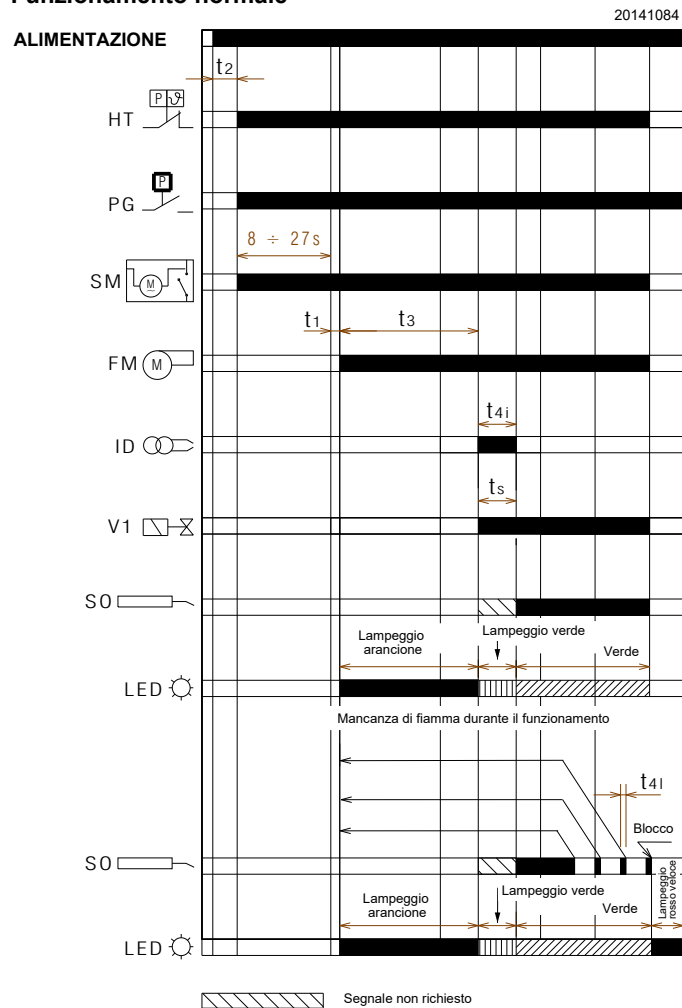 Funzionamento normale
20141084
ALIMENTAZIONE
t2
P ϑ
HT
P
PG
8 ÷ 27s
SM M
t1 t3
FM M
t4i
ID
ts
V1
SO
Lampeggio
arancione
Lampeggio verde
Verde
LED
Mancanza di fiamma durante il funzionamento
t4l
Blocco
SO
Lampeggio
rosso veloce
Lampeggio
arancione
Lampeggio verde
Verde
LED
Segnale non richiesto